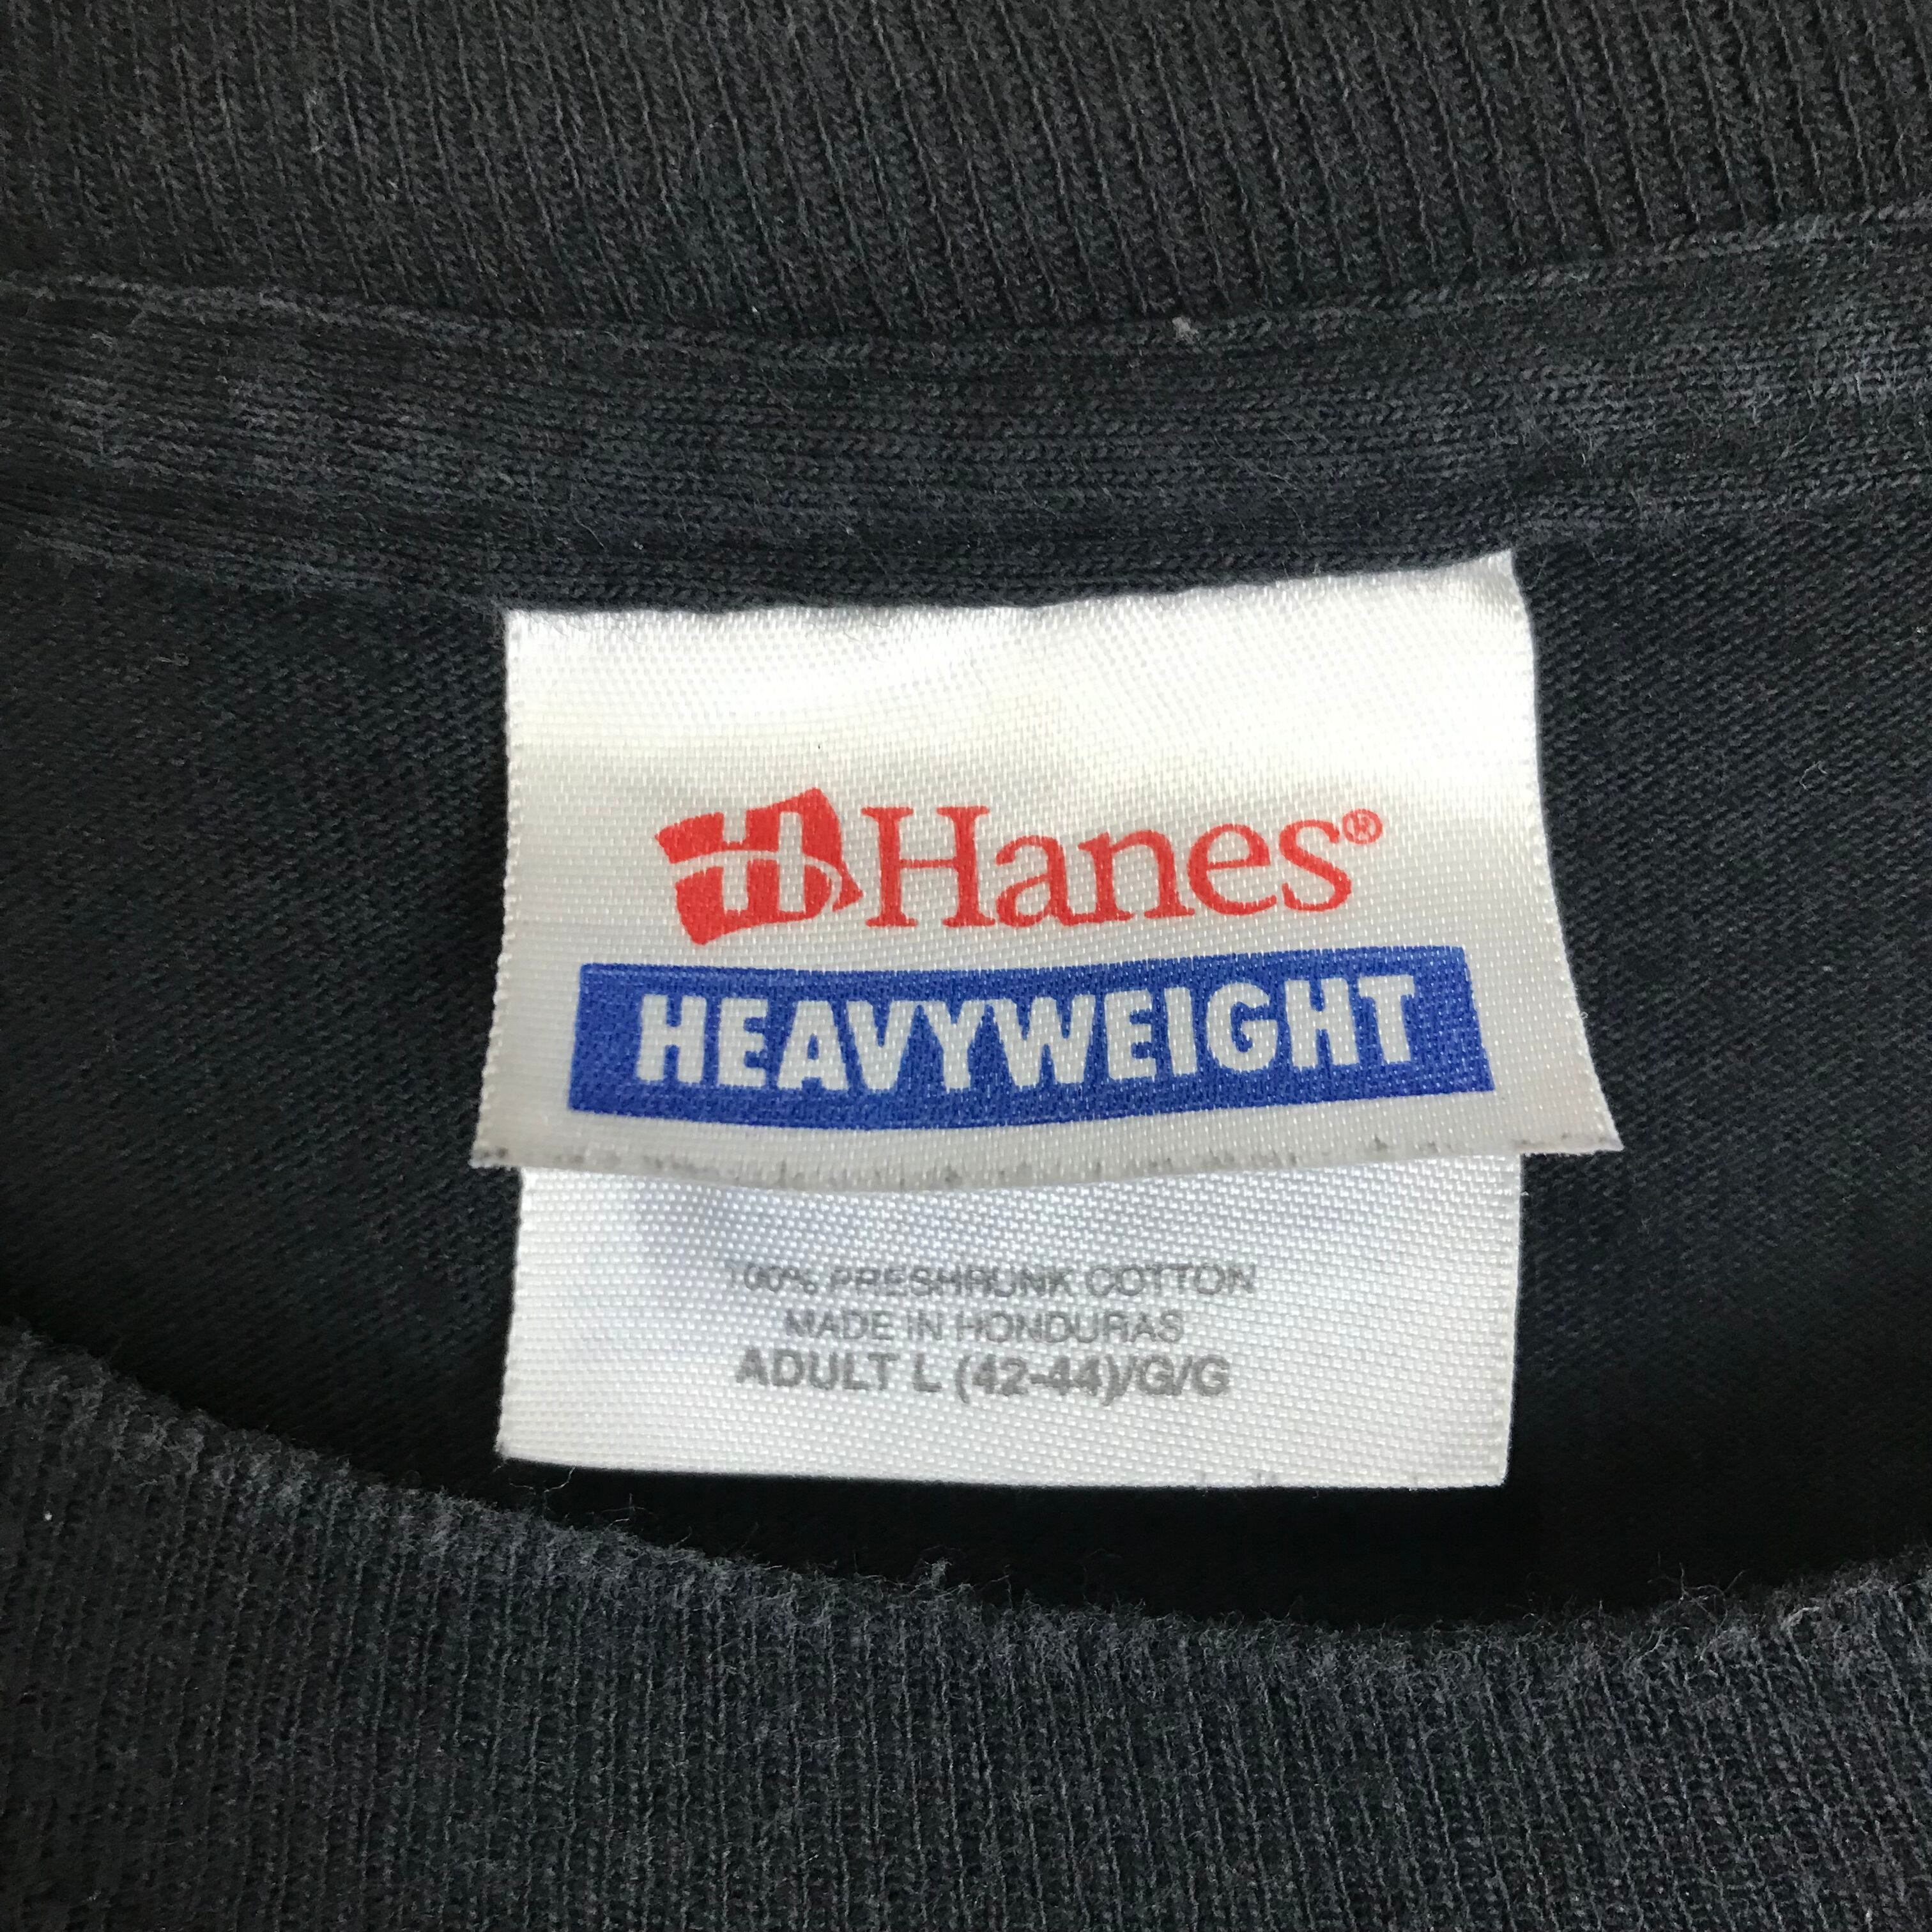 H Hanes®
HEAVYWEIGHT
100% PRESHRUNK COTTON
MADE IN HONDURAS
ADULT L (42-44)/G/G